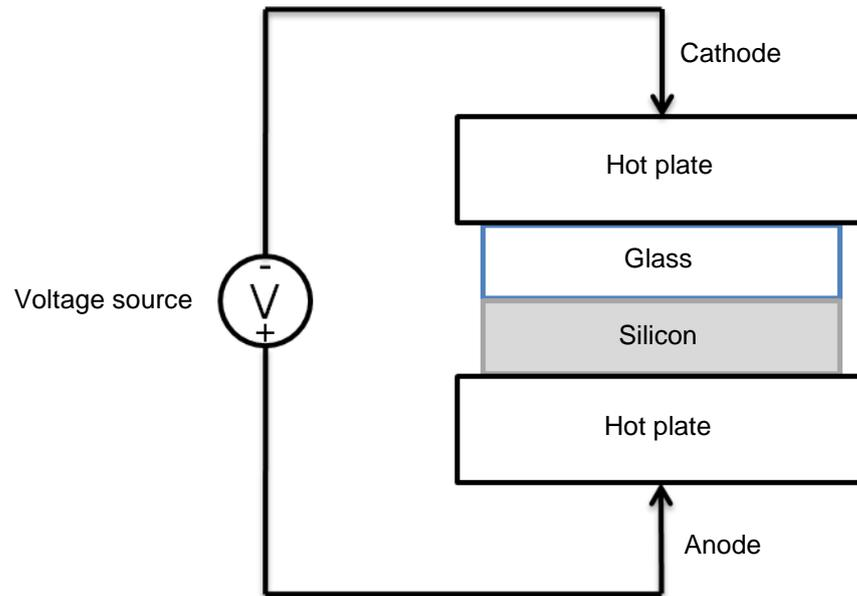 Cathode
Hot plate
Glass
-
V
+
Voltage source
Silicon
Hot plate
Anode